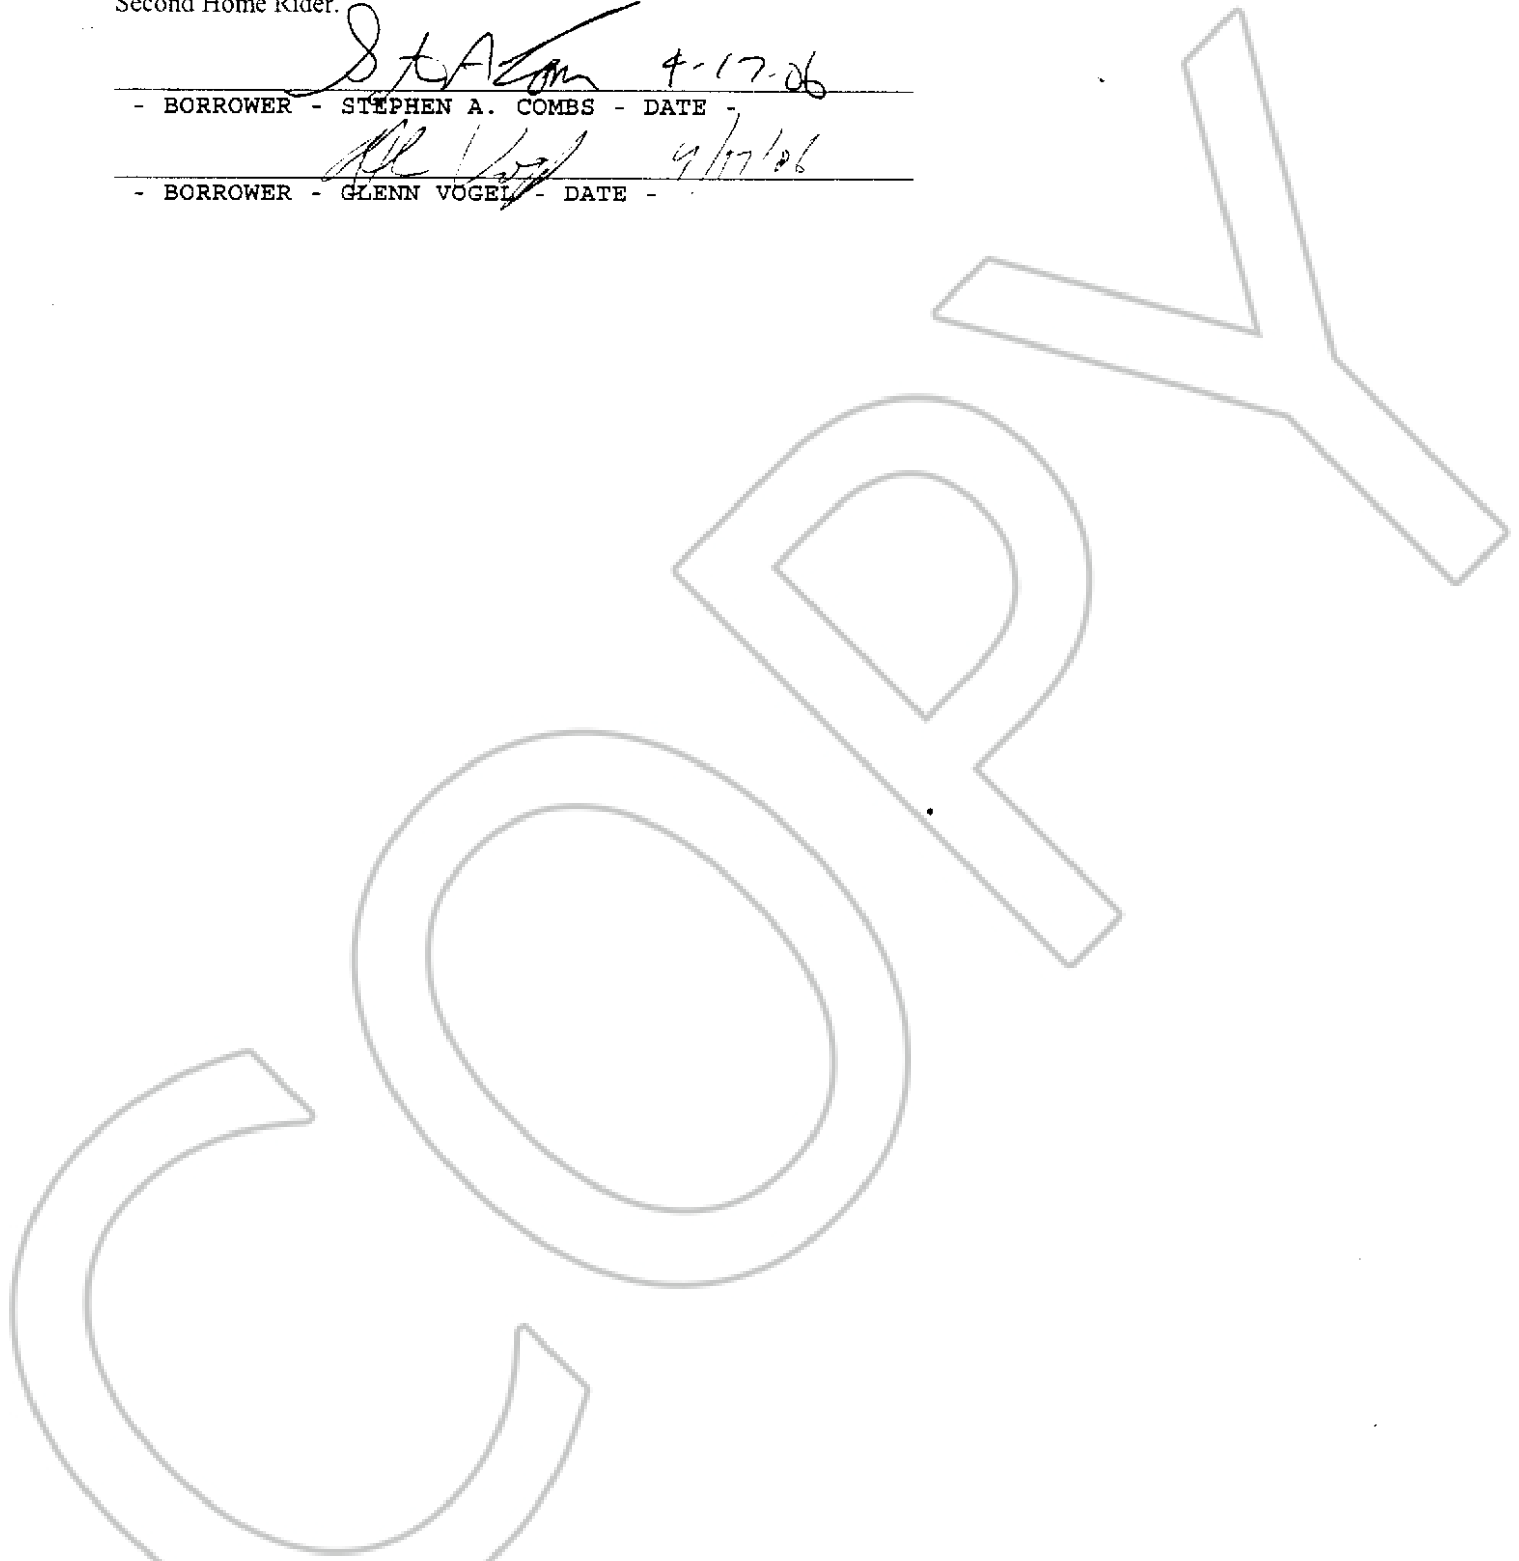 Second Home Rider.
4-17-06
- BORROWER - STEPHEN A. COMBS - DATE -
4/17/06
- BORROWER - GLENN VOGEL - DATE -
COPY